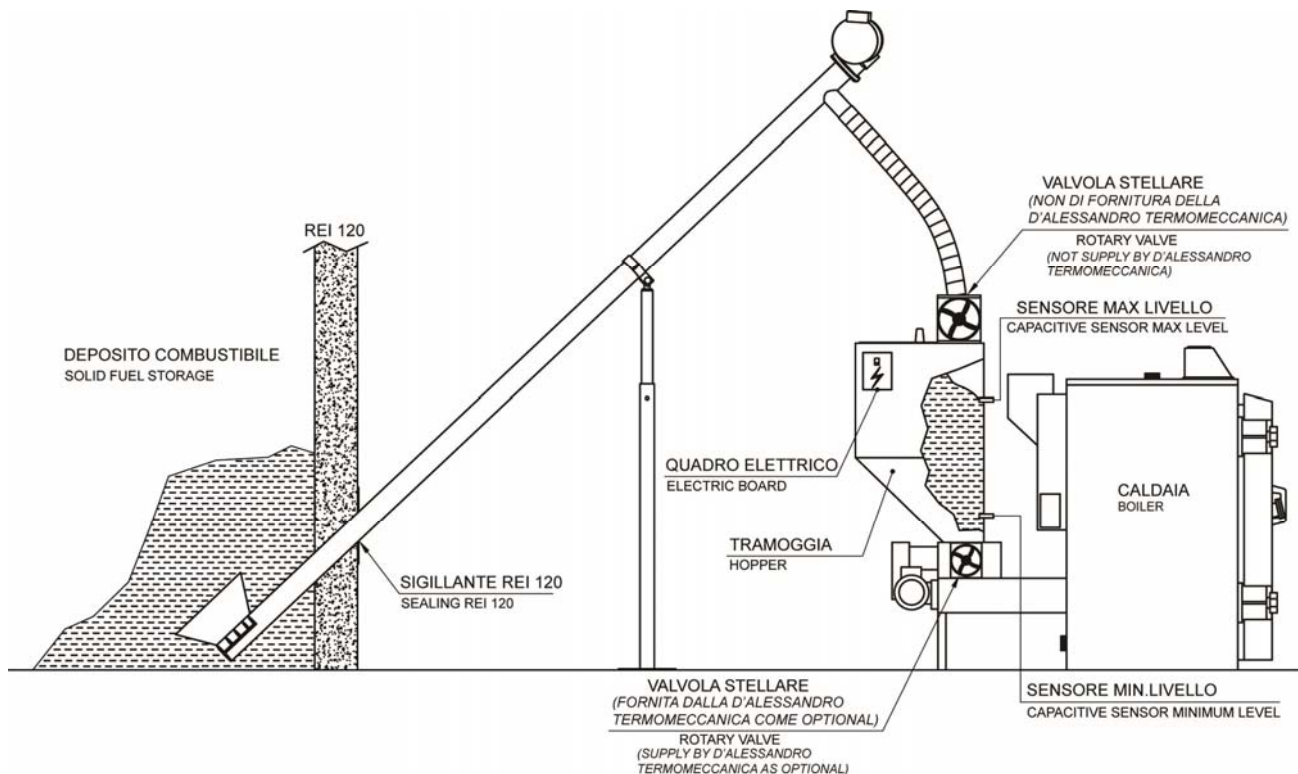 VALVOLA STELLARE
(NON DI FORNITURA DELLA
D'ALESSANDRO TERMOMECCANICA)
ROTARY VALVE
(NOT SUPPLY BY D'ALESSANDRO
TERMOMECCANICA)
REI 120
SENSORE MAX LIVELLO
CAPACITIVE SENSOR MAX LEVEL
DEPOSITO COMBUSTIBILE
SOLID FUEL STORAGE
QUADRO ELETTRICO
ELECTRIC BOARD
CALDAIA
BOILER
TRAMOGGIA
HOPPER
SIGILLANTE REI 120
SEALING REI 120
VALVOLA STELLARE
(FORNITA DALLA D'ALESSANDRO
TERMOMECCANICA COME OPTIONAL)
ROTARY VALVE
(SUPPLY BY D'ALESSANDRO
TERMOMECCANICA AS OPTIONAL)
SENSORE MIN.LIVELLO
CAPACITIVE SENSOR MINIMUM LEVEL